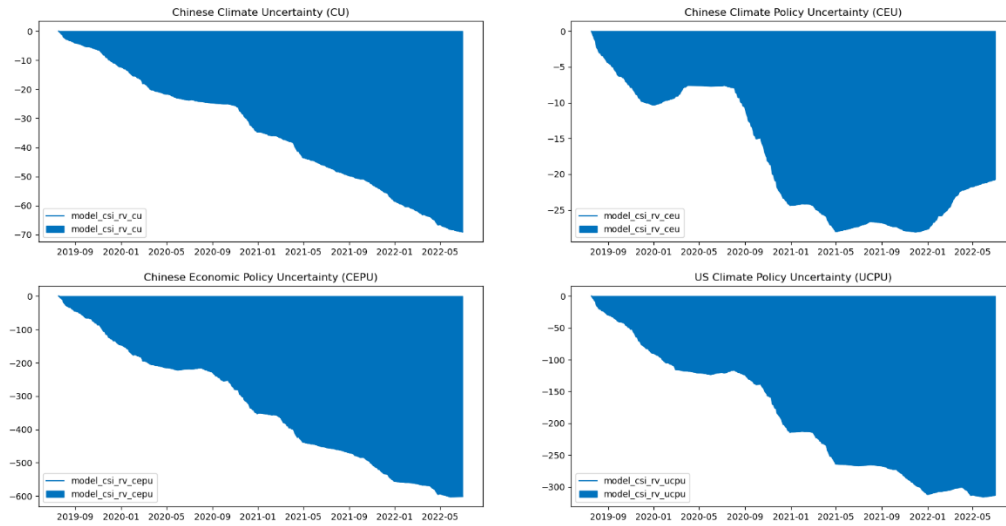 Chinese Climate Uncertainty (CU)
0
−10
−20
−30
−40
−50
−60
−70
model_csi_rv_cu
model_csi_rv_cu
2019-09 2020-01 2020-05 2020-09 2021-01 2021-05 2021-09 2022-01 2022-05
Chinese Climate Policy Uncertainty (CEU)
0
−5
−10
−15
−20
−25
model_csi_rv_ceu
model_csi_rv_ceu
2019-09 2020-01 2020-05 2020-09 2021-01 2021-05 2021-09 2022-01 2022-05
Chinese Economic Policy Uncertainty (CEPU)
0
−100
−200
−300
−400
−500
−600
model_csi_rv_cepu
model_csi_rv_cepu
2019-09 2020-01 2020-05 2020-09 2021-01 2021-05 2021-09 2022-01 2022-05
US Climate Policy Uncertainty (UCPU)
0
−50
−100
−150
−200
−250
−300
model_csi_rv_ucpu
model_csi_rv_ucpu
2019-09 2020-01 2020-05 2020-09 2021-01 2021-05 2021-09 2022-01 2022-05